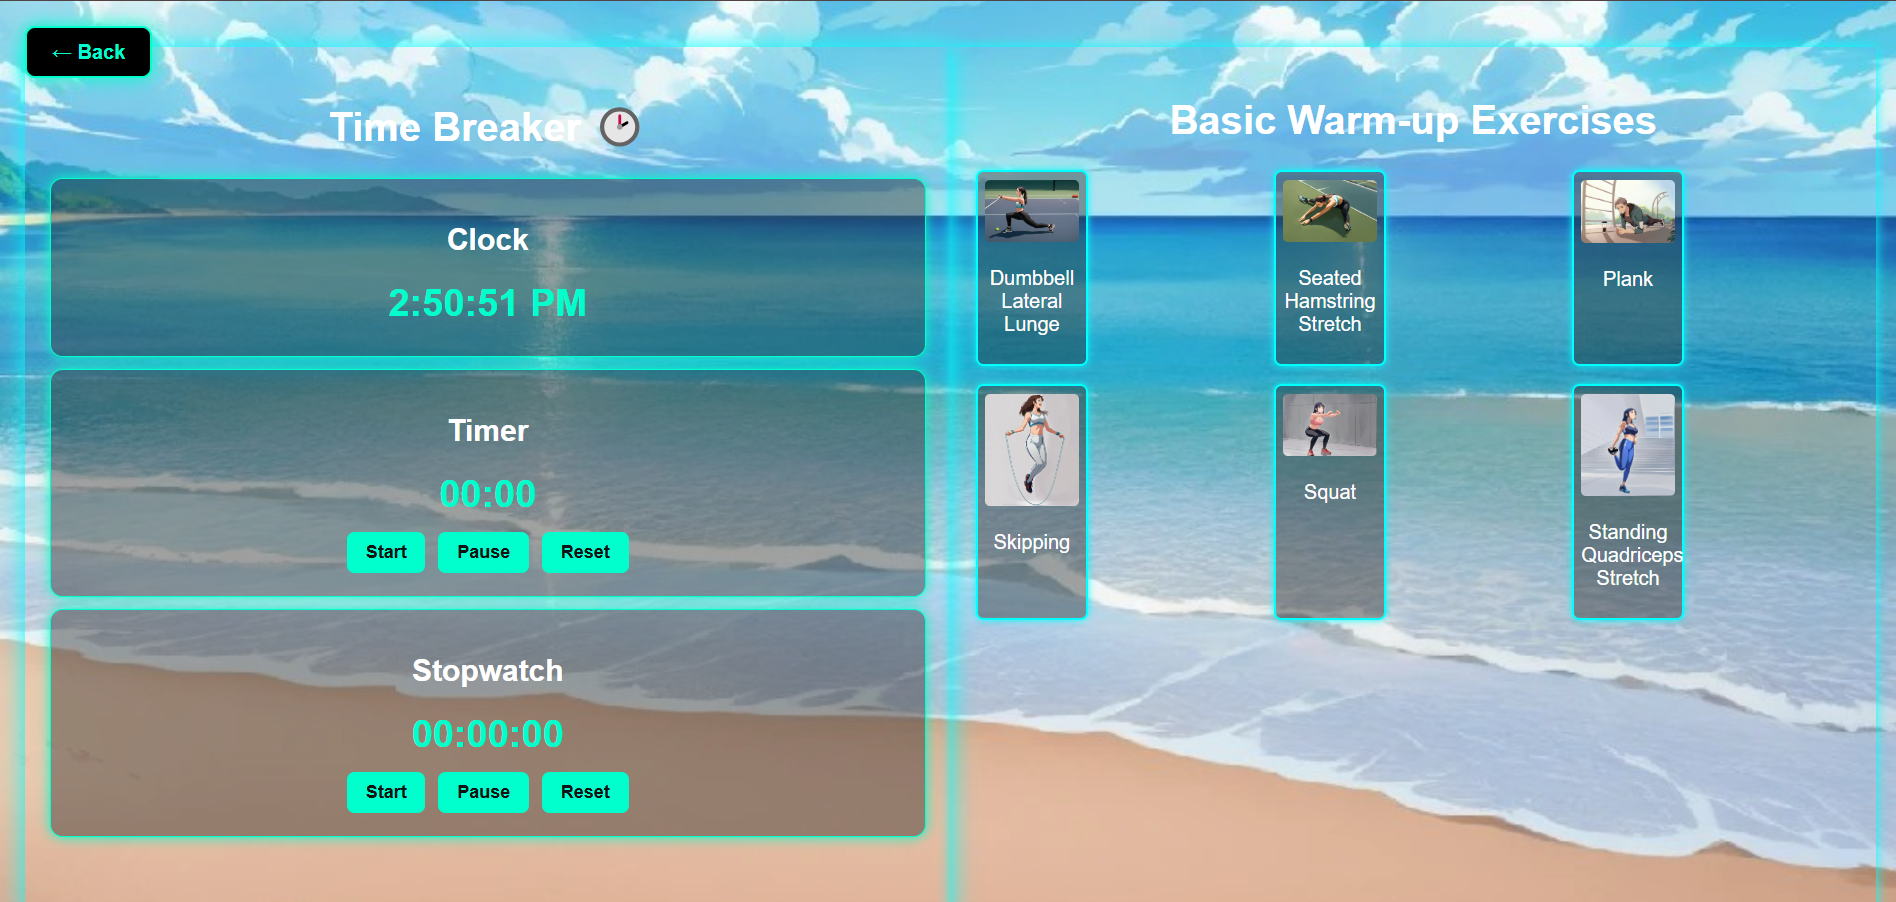 ← Back
Time Breaker
Clock
2:50:51 PM
Timer
00:00
Start
Pause
Reset
Stopwatch
00:00:00
Start
Pause
Reset
Basic Warm-up Exercises
Dumbbell
Lateral
Lunge
Seated
Hamstring
Stretch
Plank
Skipping
Squat
Standing
Quadriceps
Stretch